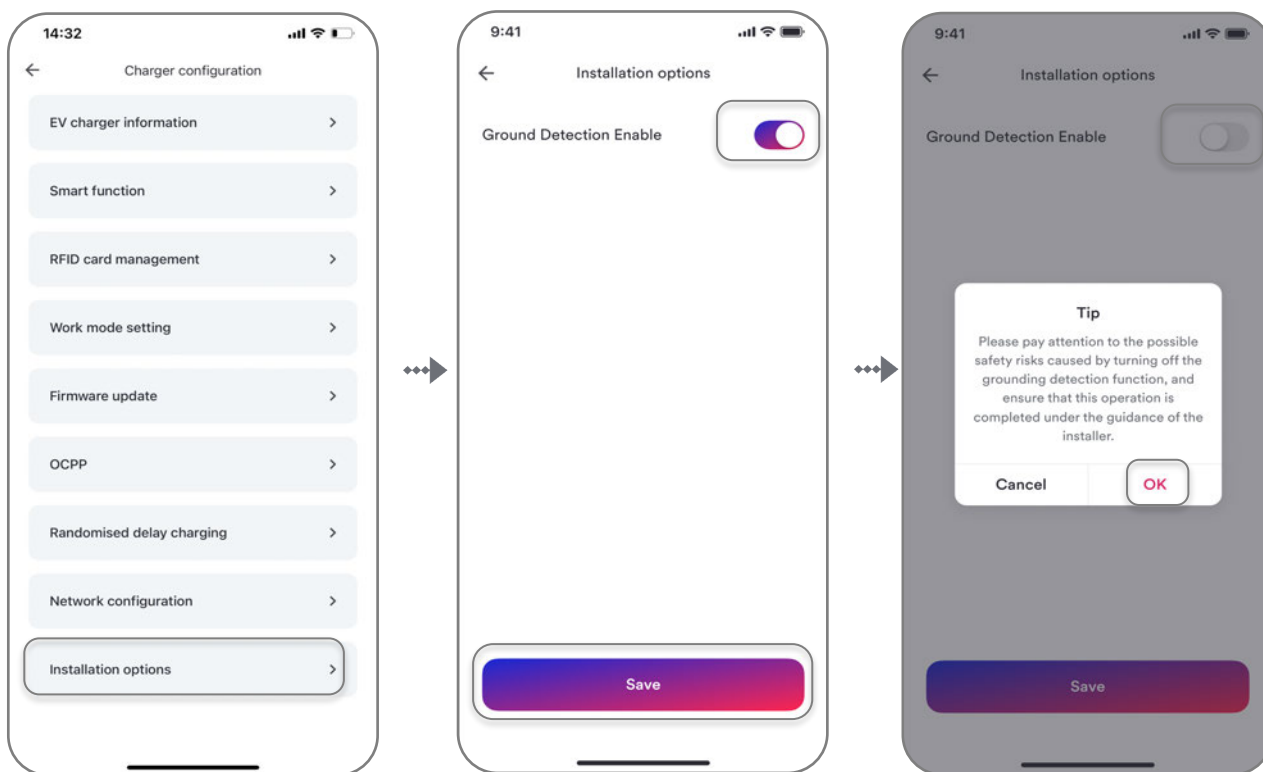 14:32
Charger configuration
EV charger information
Smart function
RFID card management
Work mode setting
Firmware update
OCPP
Randomised delay charging
Network configuration
Installation options
9:41
Installation options
Ground Detection Enable
Save
9:41
Installation options
Ground Detection Enable
Tip
Please pay attention to the possible
safety risks caused by turning off the
grounding detection function, and
ensure that this operation is
completed under the guidance of the
installer.
Cancel
OK
Save